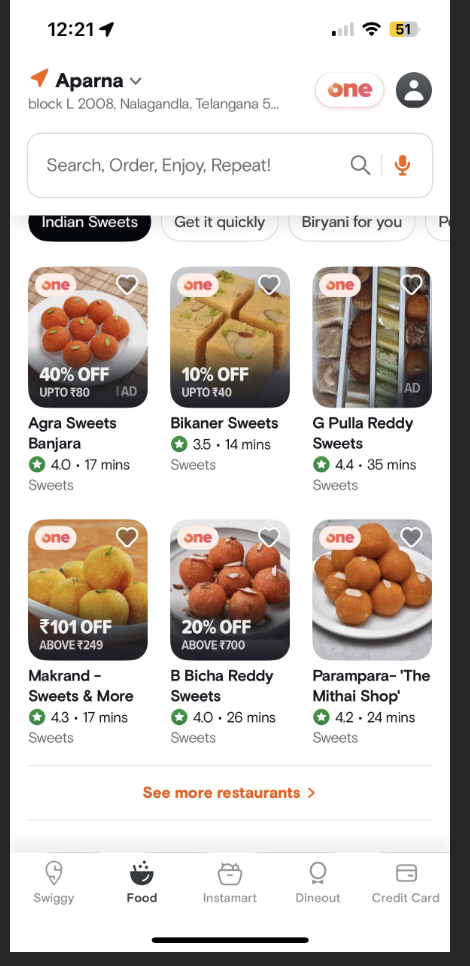 12:21
51
Aparna
block L 2008, Nalagandla, Telangana 5...
one
Search, Order, Enjoy, Repeat!
Indian Sweets
Get it quickly
Biryani for you
one
40% OFF
UPTO ₹80
AD
Agra Sweets
Banjara
4.0 • 17 mins
Sweets
one
10% OFF
UPTO ₹40
Bikaner Sweets
3.5 • 14 mins
Sweets
one
AD
G Pulla Reddy
Sweets
4.4 • 35 mins
Sweets
one
₹101 OFF
ABOVE ₹249
Makrand -
Sweets & More
4.3 • 17 mins
Sweets
one
20% OFF
ABOVE ₹700
B Bicha Reddy
Sweets
4.0 • 26 mins
Sweets
one
Parampara- 'The
Mithai Shop'
4.2 • 24 mins
Sweets
See more restaurants >
Swiggy
Food
Instamart
Dineout
Credit Card